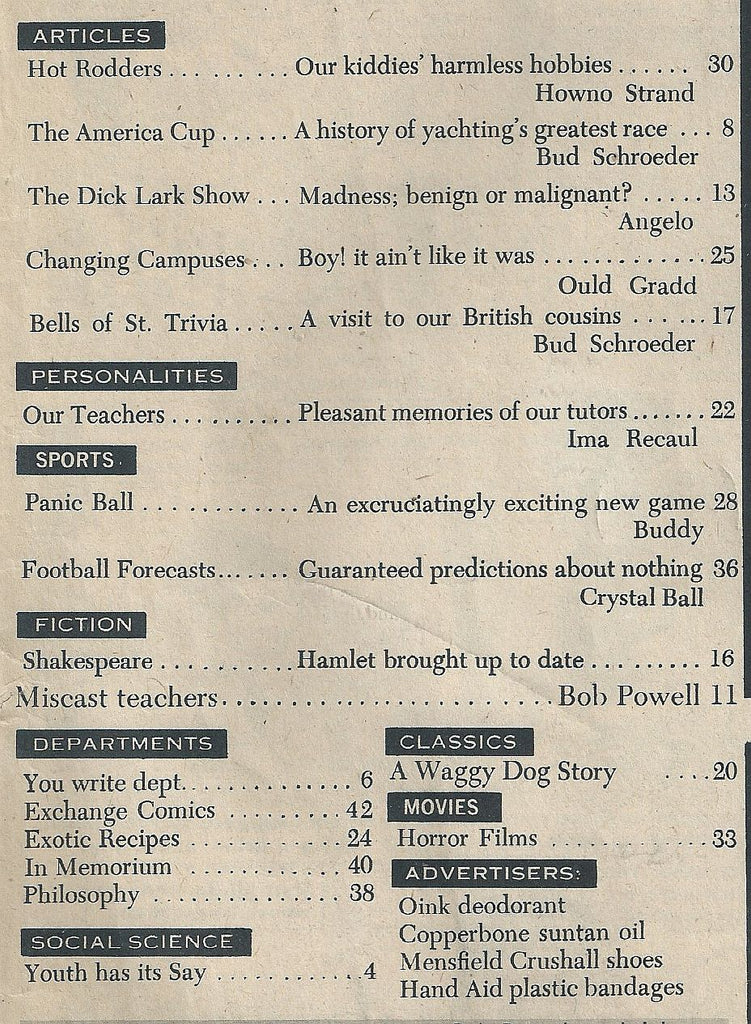 ARTICLES
Hot Rodders . . . . . . . . . Our kiddies' harmless hobbies . . . . . . 30
Howno Strand
The America Cup . . . . . . A history of yachting's greatest race . . . 8
Bud Schroeder
The Dick Lark Show . . . Madness; benign or malignant? . . . . . 13
Angelo
Changing Campuses . . . Boy! it ain't like it was . . . . . . . . . . . . 25
Ould Gradd
Bells of St. Trivia . . . . . A visit to our British cousins . . . . . . 17
Bud Schroeder
PERSONALITIES
Our Teachers . . . . . . . . . . Pleasant memories of our tutors . . . . . . . 22
Ima Recaul
SPORTS
Panic Ball . . . . . . . . . . . . An excruciatingly exciting new game 28
Buddy
Football Forecasts. . . . . . . Guaranteed predictions about nothing 36
Crystal Ball
FICTION
Shakespeare . . . . . . . . . . Hamlet brought up to date . . . . . . . . . 16
Miscast teachers. . . . . . . . . . . . . . . . . . . . . . . . Bob Powell 11
DEPARTMENTS
You write dept. . . . . . . . . . . . . . . 6
Exchange Comics . . . . . . . . . . 42
Exotic Recipes . . . . . . . . . . . . . 24
In Memorium . . . . . . . . . . . . 40
Philosophy . . . . . . . . . . . . . . . 38
SOCIAL SCIENCE
Youth has its Say . . . . . . . . . . . 4
CLASSICS
A Waggy Dog Story . . . . 20
MOVIES
Horror Films . . . . . . . . . . . . . 33
ADVERTISERS:
Oink deodorant
Copperbone suntan oil
Mensfield Crushall shoes
Hand Aid plastic bandages